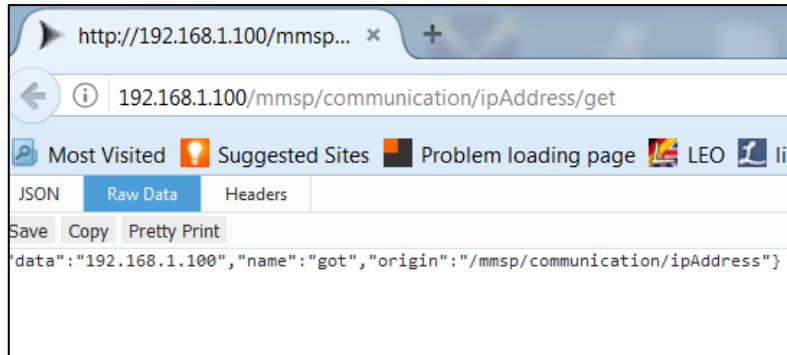 http://192.168.1.100/mmsp... × +
192.168.1.100/mmsp/communication/ipAddress/get
Most Visited Suggested Sites Problem loading page LEO li
JSON Raw Data Headers
Save Copy Pretty Print
"data":"192.168.1.100","name":"got","origin":"/mmsp/communication/ipAddress"}